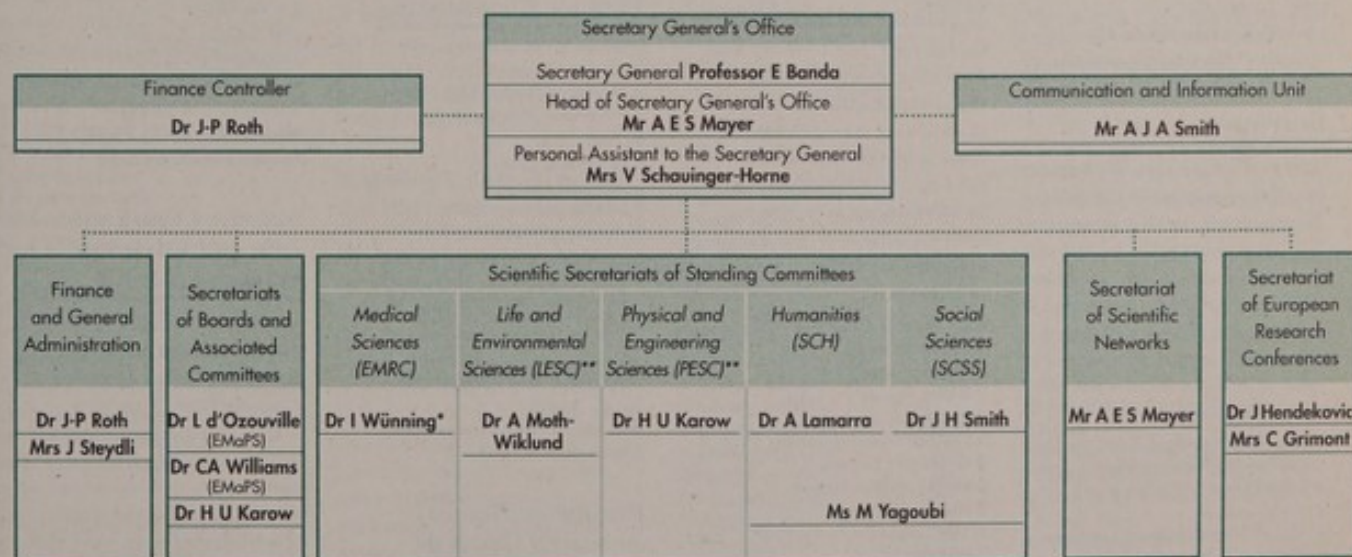 Secretary General's Office
Secretary General Professor E Banda
Head of Secretary General's Office
Mr A E S Mayer
Personal Assistant to the Secretary General
Mrs V Schauinger-Horne
Finance Controller
Dr J-P Roth
Communication and Information Unit
Mr A J A Smith
Finance
and General
Administration
Dr J-P Roth
Mrs J Steydli
Secretariats
of Boards and
Associated
Committees
Dr L d'Ozouville
(EMaPS)
Dr CA Williams
(EMaPS)
Dr H U Karow
Scientific Secretariats of Standing Committees
Medical
Sciences
(EMRC)
Dr I Wünning*
Life and
Environmental
Sciences (LESC)**
Dr A Moth-
Wiklund
Physical and
Engineering
Sciences (PESC)**
Dr H U Karow
Humanities
(SCH)
Dr A Lamarra
Social
Sciences
(SCSS)
Dr J H Smith
Ms M Yagoubi
Secretariat
of Scientific
Networks
Mr A E S Mayer
Secretariat
of European
Research
Conferences
Dr J Hendekovic
Mrs C Grimont